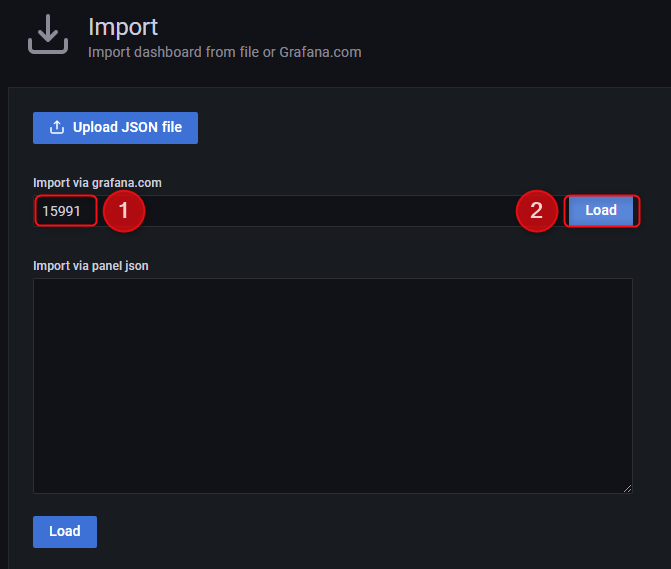 Import
Import dashboard from file or Grafana.com
Upload JSON file
Import via grafana.com
15991 1 2 Load
Import via panel json
Load